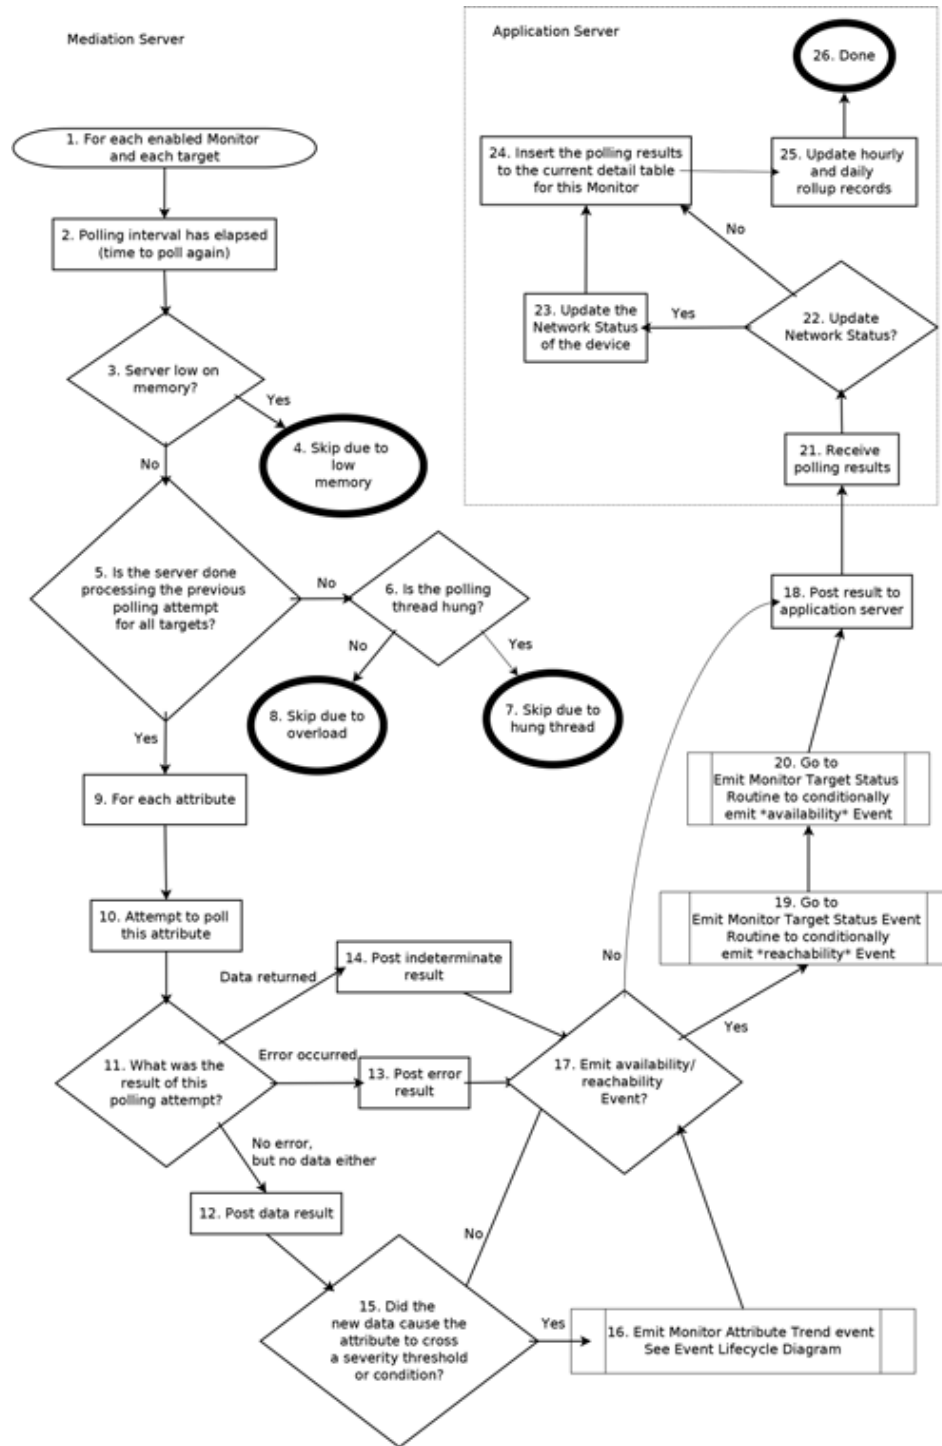 Mediation Server
Application Server
26. Done
1. For each enabled Monitor
and each target
24. Insert the polling results
to the current detail table
for this Monitor
25. Update hourly
and daily
rollup records
2. Polling interval has elapsed
(time to poll again)
No
23. Update the
Network Status
of the device
Yes
22. Update
Network Status?
3. Server low on
memory?
Yes
4. Skip due to
low
memory
No
21. Receive
polling results
5. Is the server done
processing the previous
polling attempt
for all targets?
No
6. Is the polling
thread hung?
18. Post result to
application server
No
Yes
8. Skip due to
overload
7. Skip due to
hung thread
Yes
9. For each attribute
20. Go to
Emit Monitor Target Status
Routine to conditionally
emit *availability* Event
10. Attempt to poll
this attribute
19. Go to
Emit Monitor Target Status Event
Routine to conditionally
emit *reachability* Event
Data returned
14. Post indeterminate
result
No
Yes
11. What was the
result of this
polling attempt?
Error occurred
13. Post error
result
17. Emit availability/
reachability
Event?
No error,
but no data either
12. Post data result
No
15. Did the
new data cause the
attribute to cross
a severity threshold
or condition?
Yes
16. Emit Monitor Attribute Trend event
See Event Lifecycle Diagram